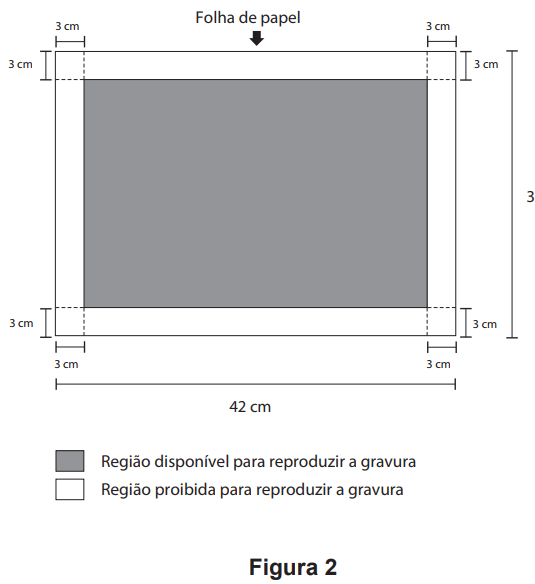 Folha de papel
3 cm
3 cm
3 cm
3 cm
3
3 cm
3 cm
3 cm
3 cm
42 cm
Região disponível para reproduzir a gravura
Região proibida para reproduzir a gravura
Figura 2